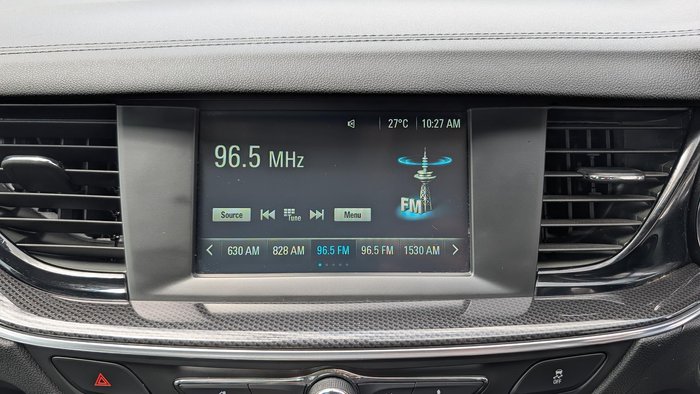 27°C 10:27 AM
96.5 MHz
FM
Source Tune Menu
630 AM 828 AM 96.5 FM 96.5 FM 1530 AM
OFF